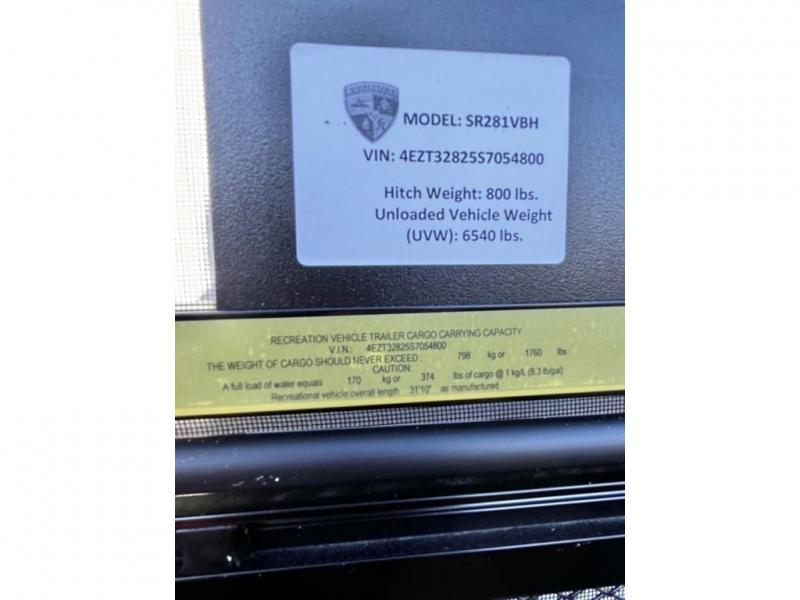 VENTURE
MODEL: SR281VBH
VIN: 4EZT32825S7054800
Hitch Weight: 800 lbs.
Unloaded Vehicle Weight
(UVW): 6540 lbs.
RECREATION VEHICLE TRAILER CARGO CARRYING CAPACITY
V.I.N.: 4EZT32825S7054800
THE WEIGHT OF CARGO SHOULD NEVER EXCEED : 798 kg or 1760 lbs
CAUTION:
A full load of water equals 170 kg or 374 lbs of cargo @ 1 kg/L (8.3 lb/gal)
Recreational vehicle overall length 31'10" as manufactured